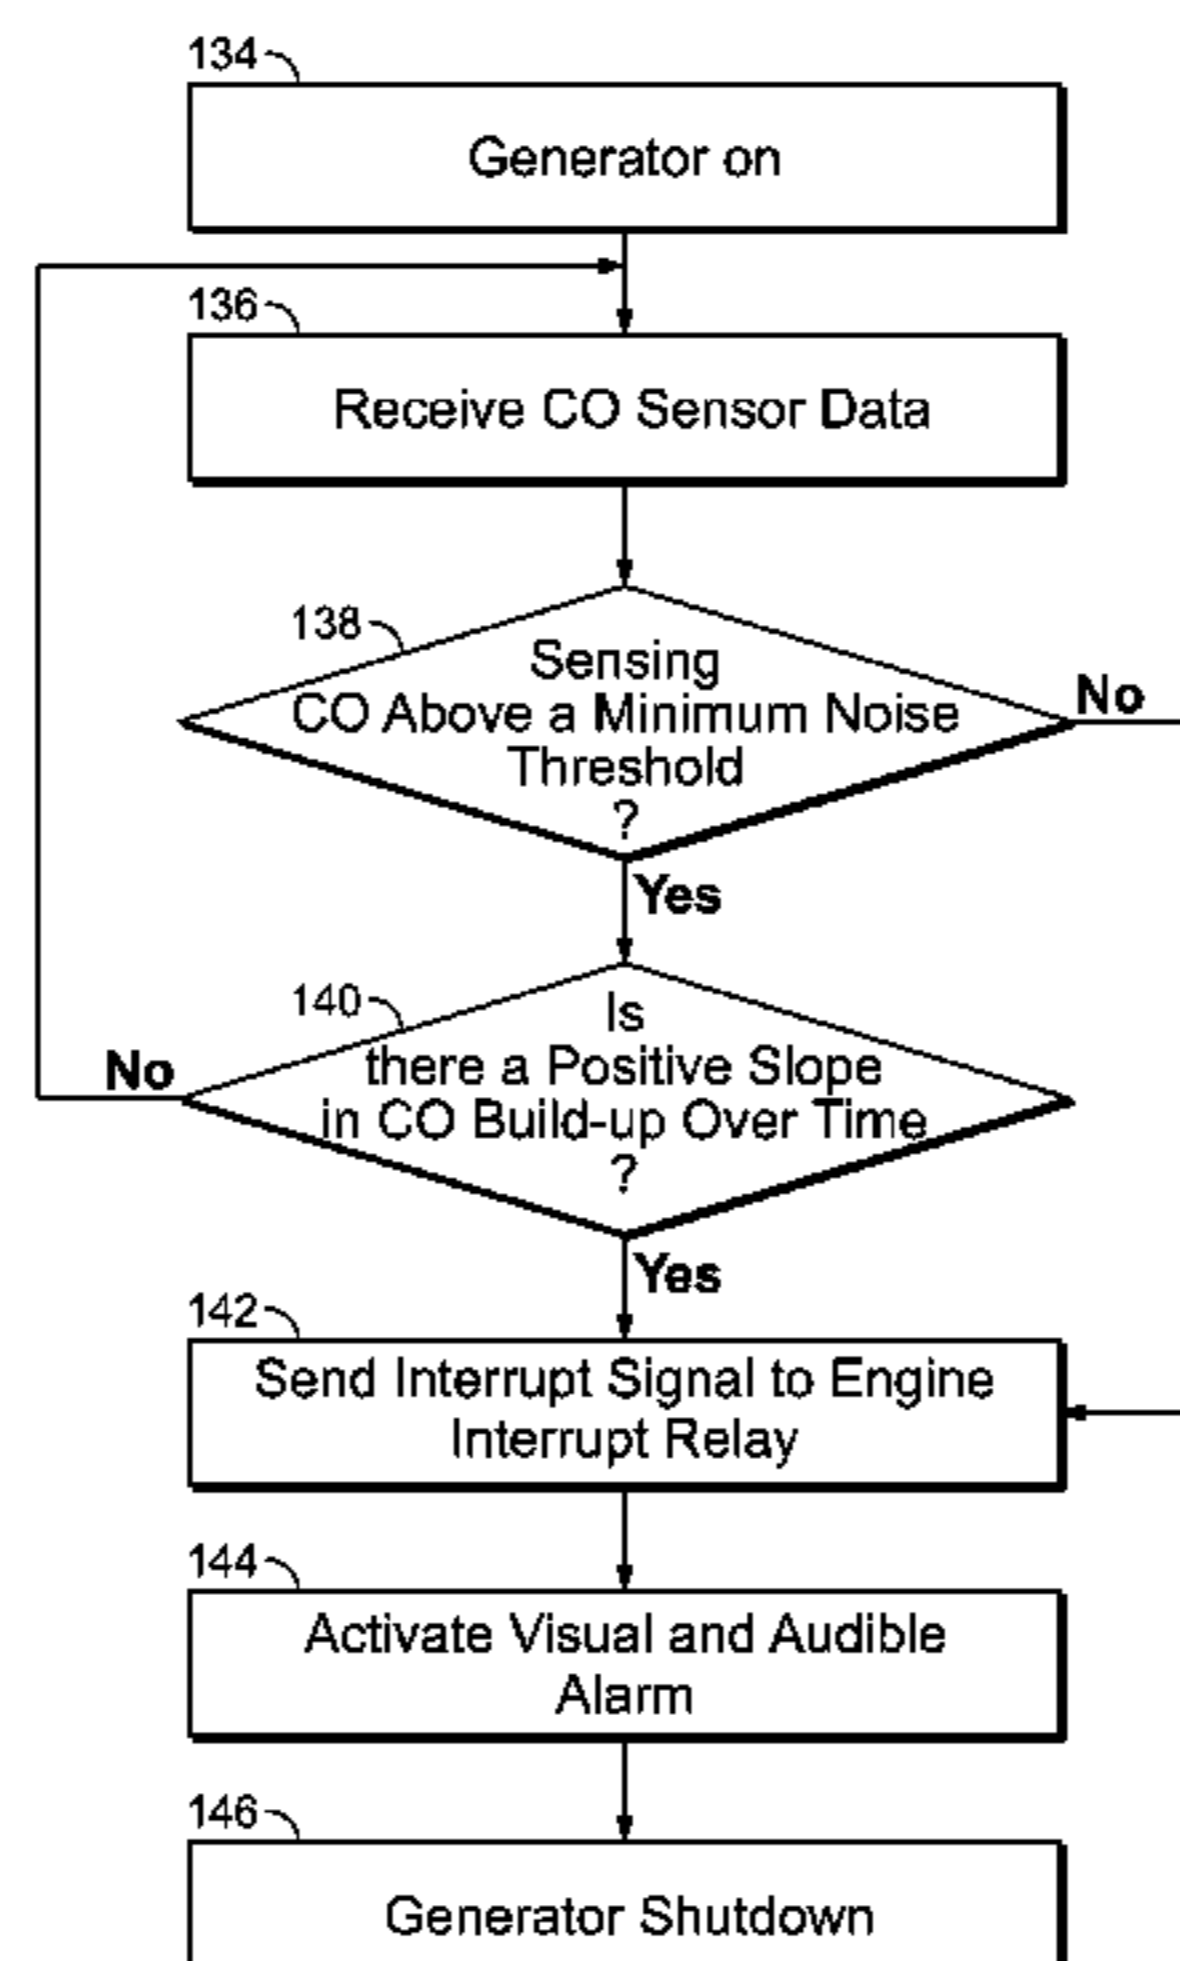 134
Generator on
136
Receive CO Sensor Data
138
Sensing
CO Above a Minimum Noise
Threshold
?
No
Yes
140
Is
there a Positive Slope
in CO Build-up Over Time
?
No
Yes
142
Send Interrupt Signal to Engine
Interrupt Relay
144
Activate Visual and Audible
Alarm
146
Generator Shutdown